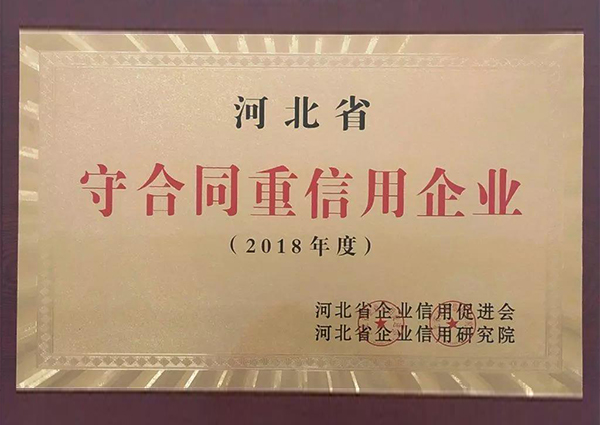 河北省
守合同重信用企业
（2018年度）
河北省企业信用促进会
河北省企业信用研究院